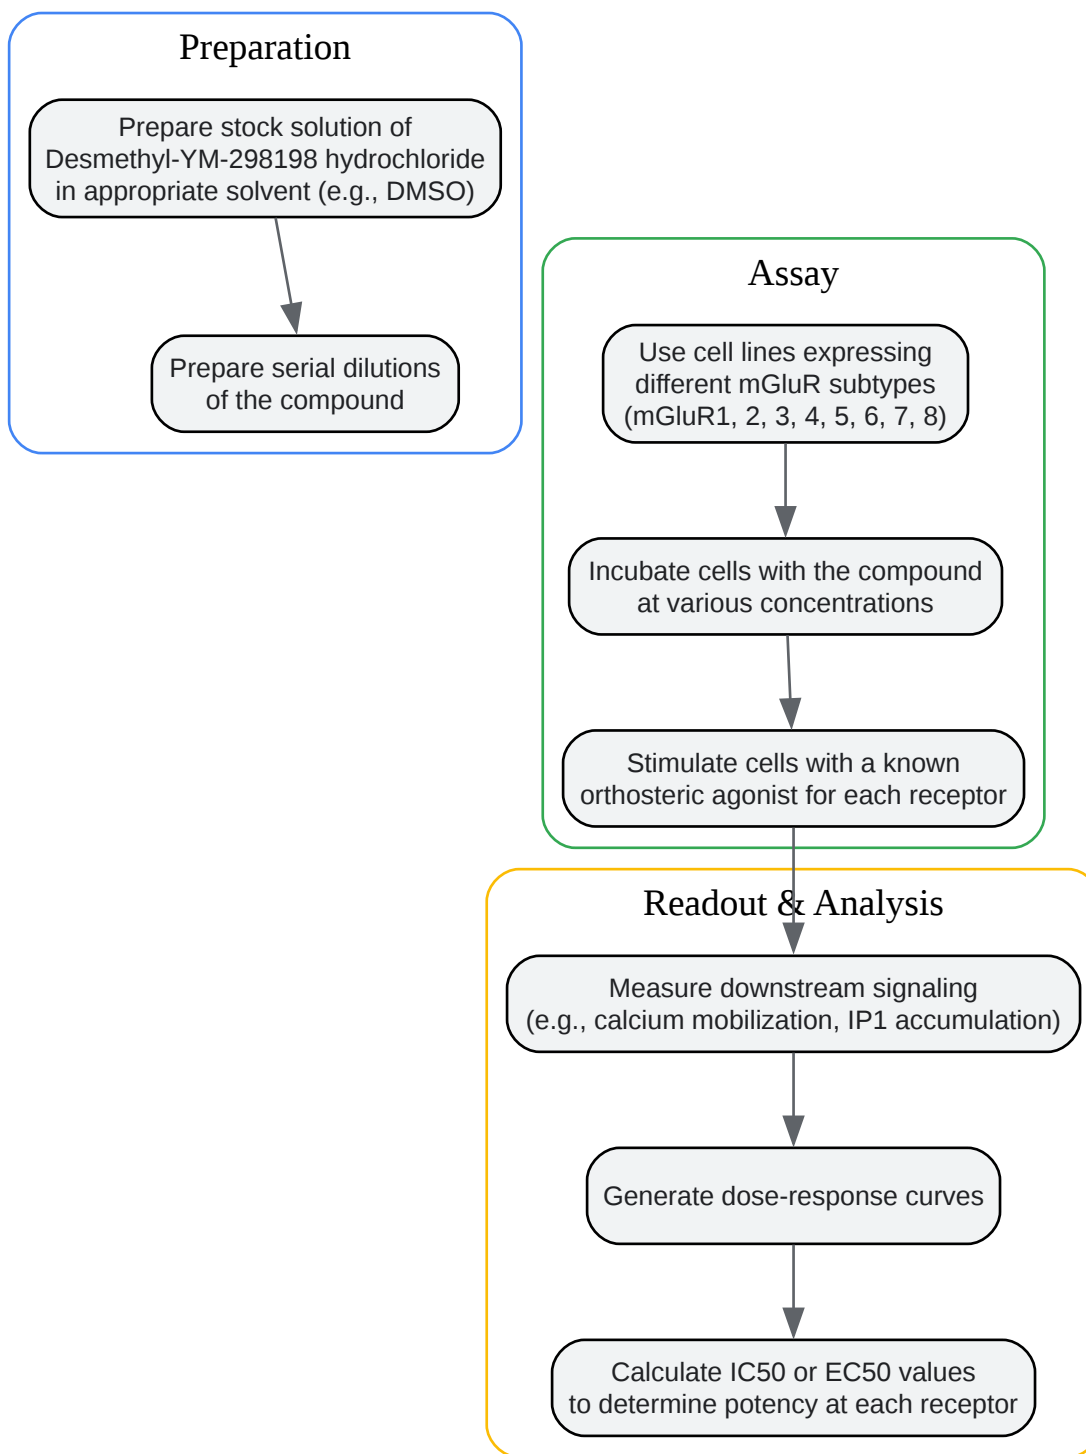 Preparation
Prepare stock solution of
Desmethyl-YM-298198 hydrochloride
in appropriate solvent (e.g., DMSO)
Prepare serial dilutions
of the compound
Assay
Use cell lines expressing
different mGluR subtypes
(mGluR1, 2, 3, 4, 5, 6, 7, 8)
Incubate cells with the compound
at various concentrations
Stimulate cells with a known
orthosteric agonist for each receptor
Readout & Analysis
Measure downstream signaling
(e.g., calcium mobilization, IP1 accumulation)
Generate dose-response curves
Calculate IC50 or EC50 values
to determine potency at each receptor